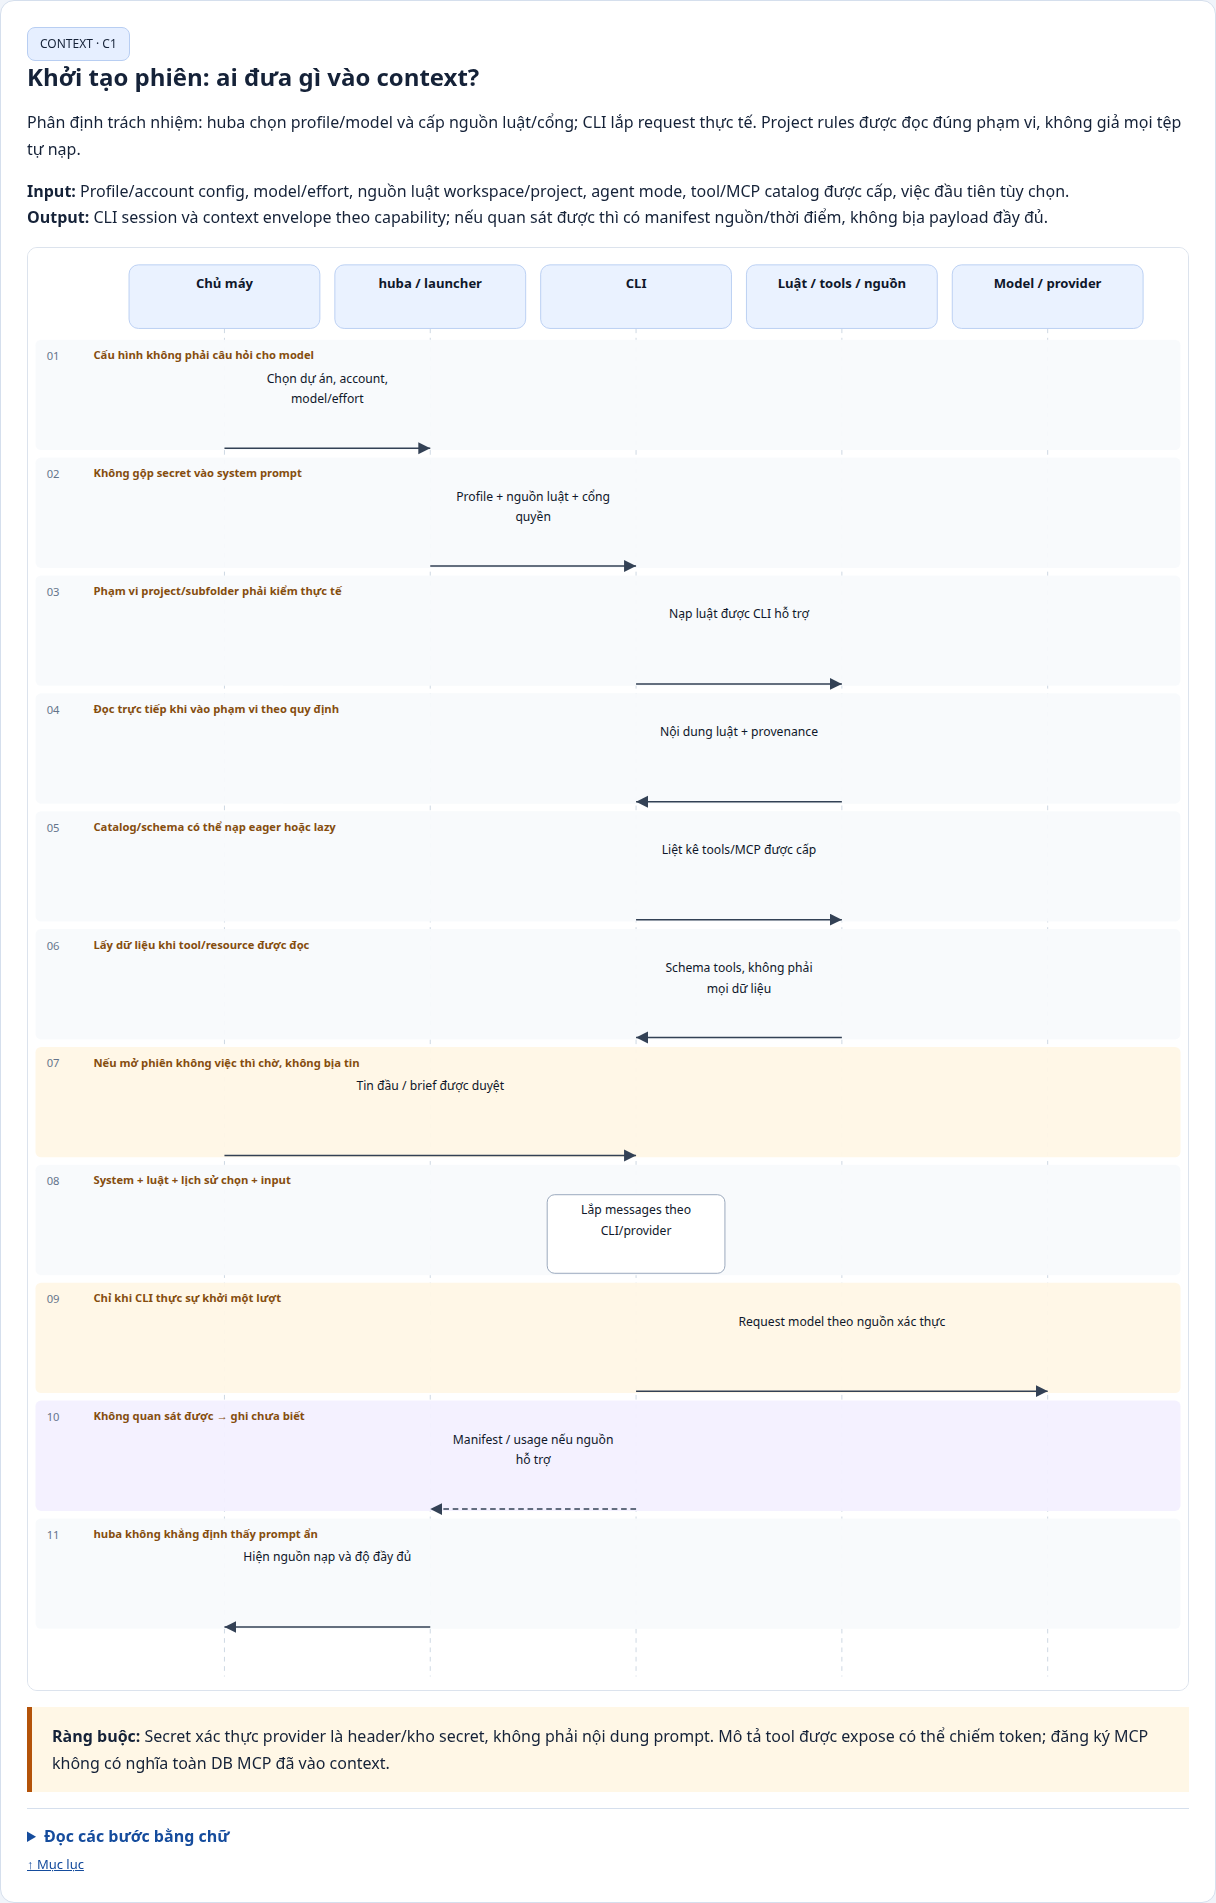 CONTEXT · C1
Khởi tạo phiên: ai đưa gì vào context?
Phân định trách nhiệm: huba chọn profile/model và cấp nguồn luật/cổng; CLI lắp request thực tế. Project rules được đọc đúng phạm vi, không giả mọi tệp
tự nạp.
Input: Profile/account config, model/effort, nguồn luật workspace/project, agent mode, tool/MCP catalog được cấp, việc đầu tiên tùy chọn.
Output: CLI session và context envelope theo capability; nếu quan sát được thì có manifest nguồn/thời điểm, không bịa payload đầy đủ.
Chủ máy
huba / launcher
CLI
Luật / tools / nguồn
Model / provider
01
Cấu hình không phải câu hỏi cho model
Chọn dự án, account,
model/effort
02
Không gộp secret vào system prompt
Profile + nguồn luật + cổng
quyền
03
Phạm vi project/subfolder phải kiểm thực tế
Nạp luật được CLI hỗ trợ
04
Đọc trực tiếp khi vào phạm vi theo quy định
Nội dung luật + provenance
05
Catalog/schema có thể nạp eager hoặc lazy
Liệt kê tools/MCP được cấp
06
Lấy dữ liệu khi tool/resource được đọc
Schema tools, không phải
mọi dữ liệu
07
Nếu mở phiên không việc thì chờ, không bịa tin
Tin đầu / brief được duyệt
08
System + luật + lịch sử chọn + input
Lắp messages theo
CLI/provider
09
Chỉ khi CLI thực sự khởi một lượt
Request model theo nguồn xác thực
10
Không quan sát được → ghi chưa biết
Manifest / usage nếu nguồn
hỗ trợ
11
huba không khẳng định thấy prompt ẩn
Hiện nguồn nạp và độ đầy đủ
Ràng buộc: Secret xác thực provider là header/kho secret, không phải nội dung prompt. Mô tả tool được expose có thể chiếm token; đăng ký MCP
không có nghĩa toàn DB MCP đã vào context.
▶ Đọc các bước bằng chữ
↑ Mục lục